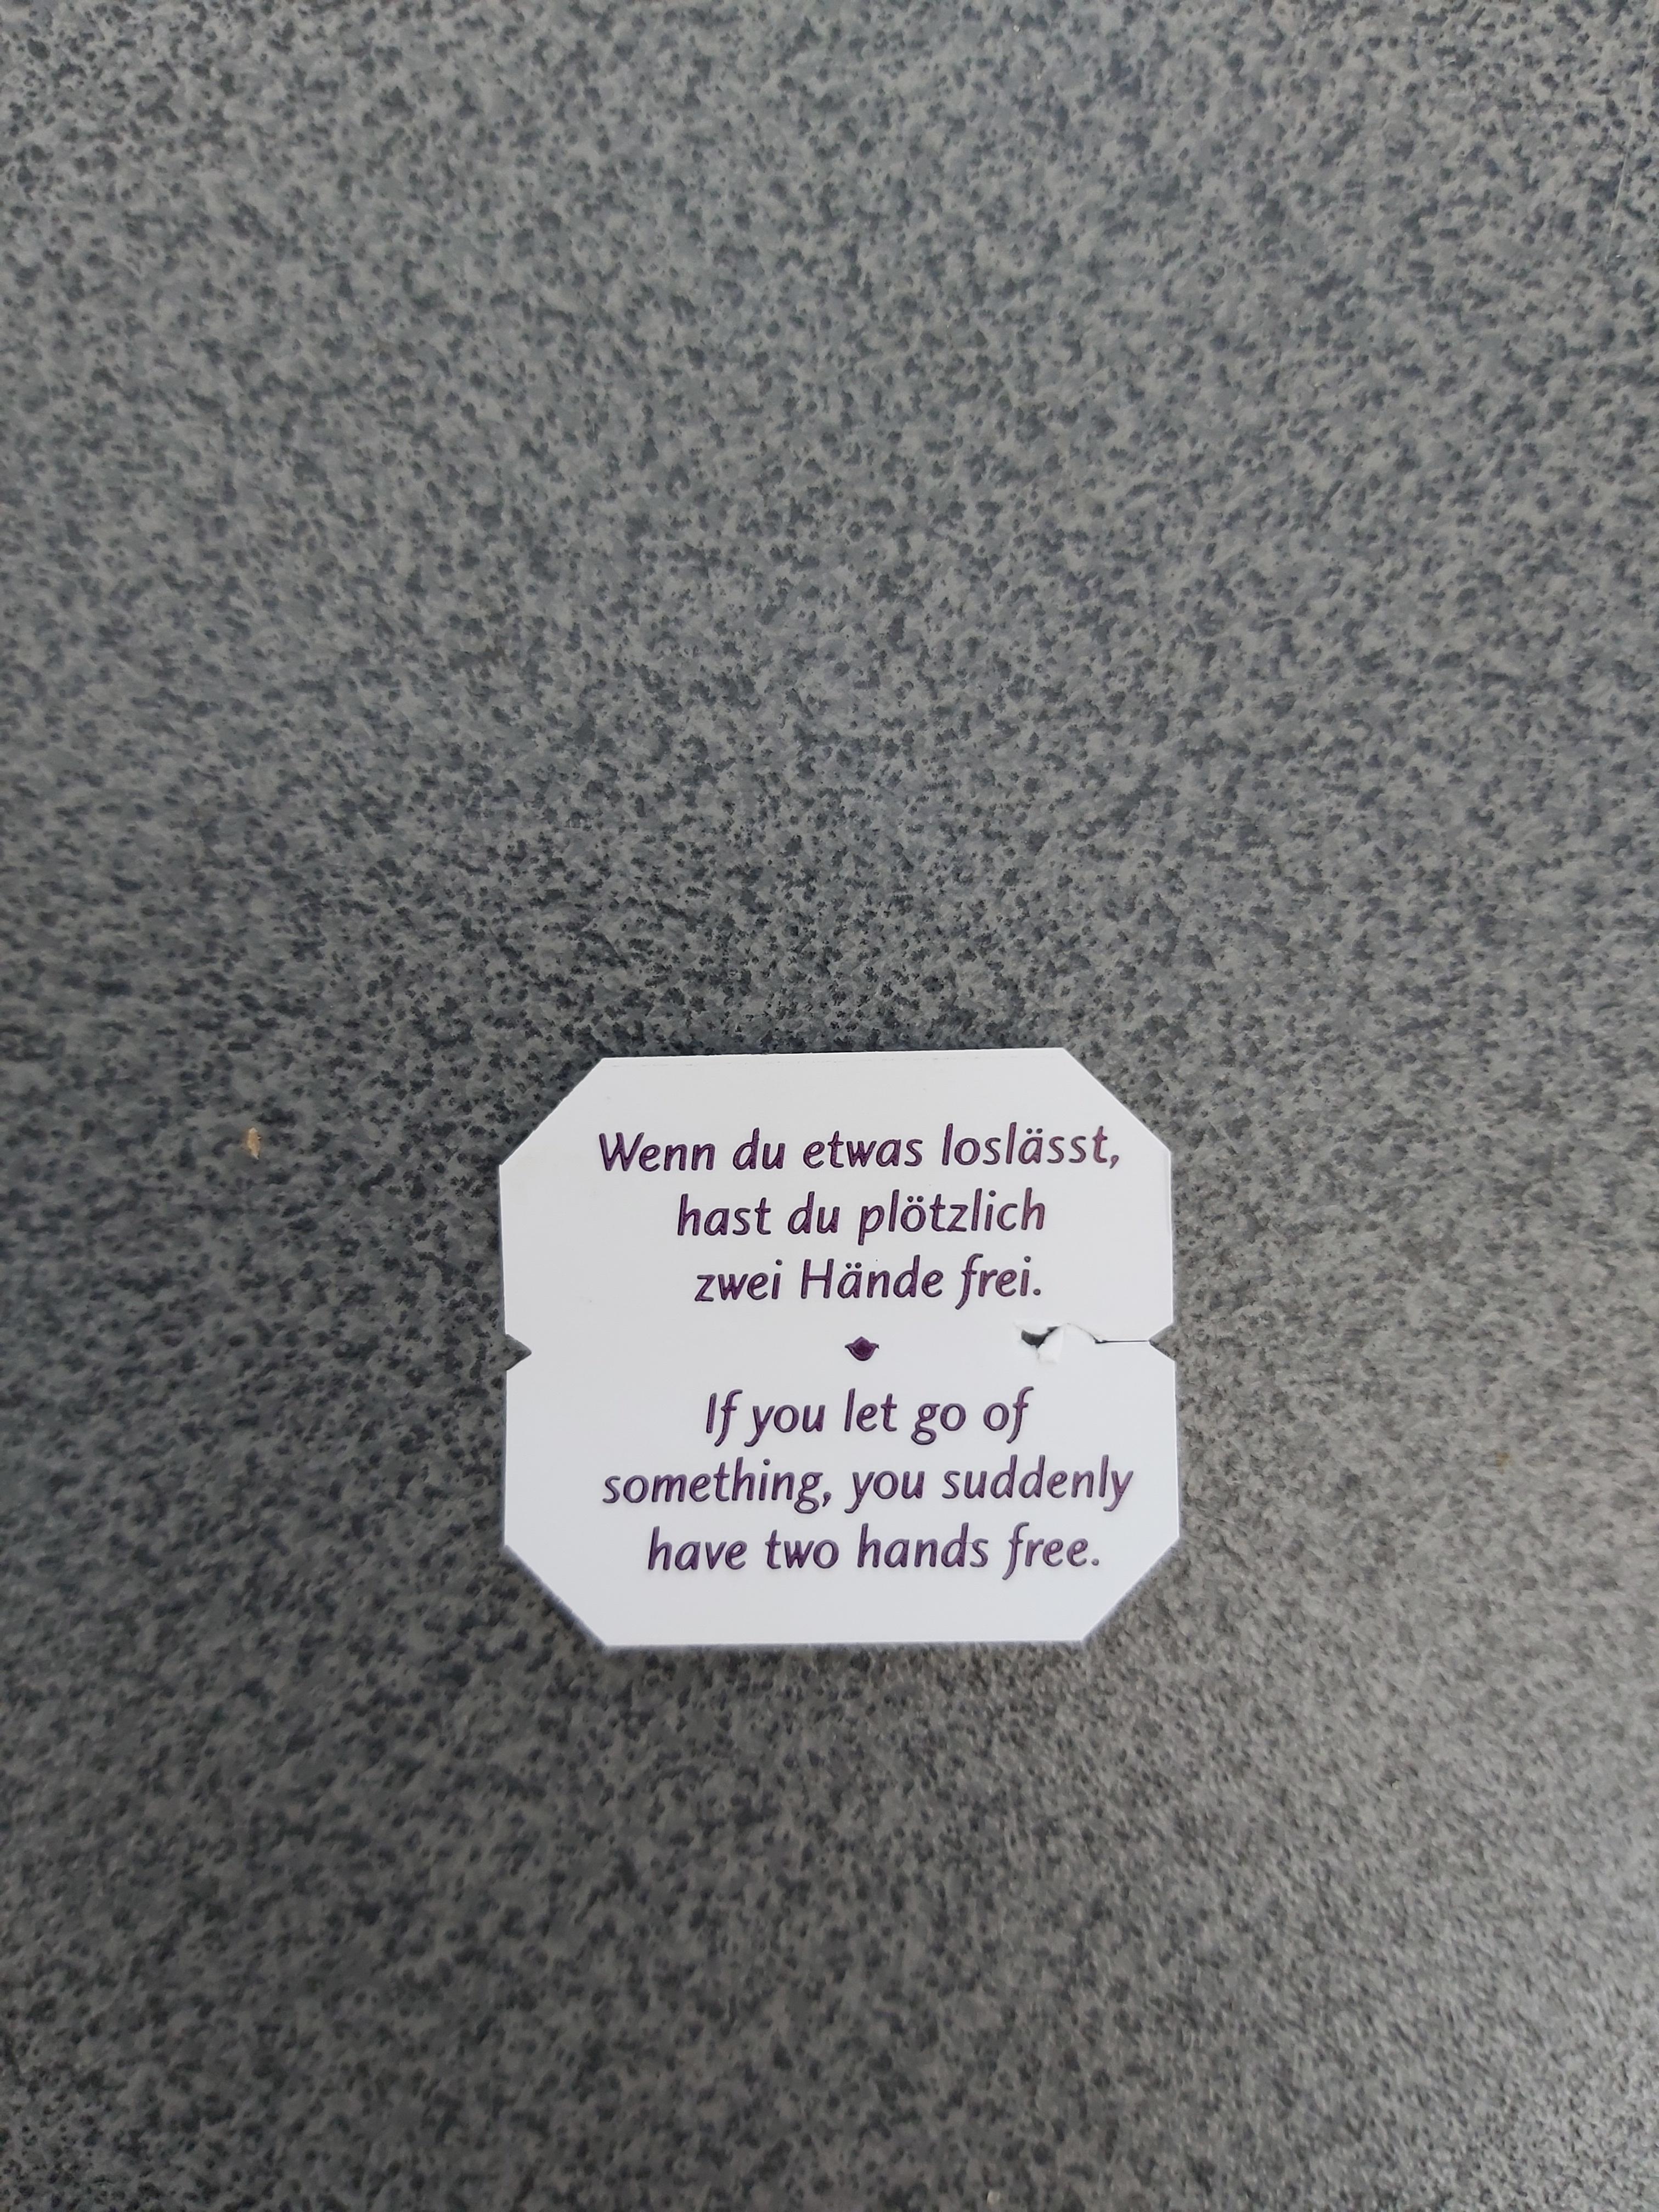 Wenn du etwas loslässt,
hast du plötzlich
zwei Hände frei.
If you let go of
something, you suddenly
have two hands free.